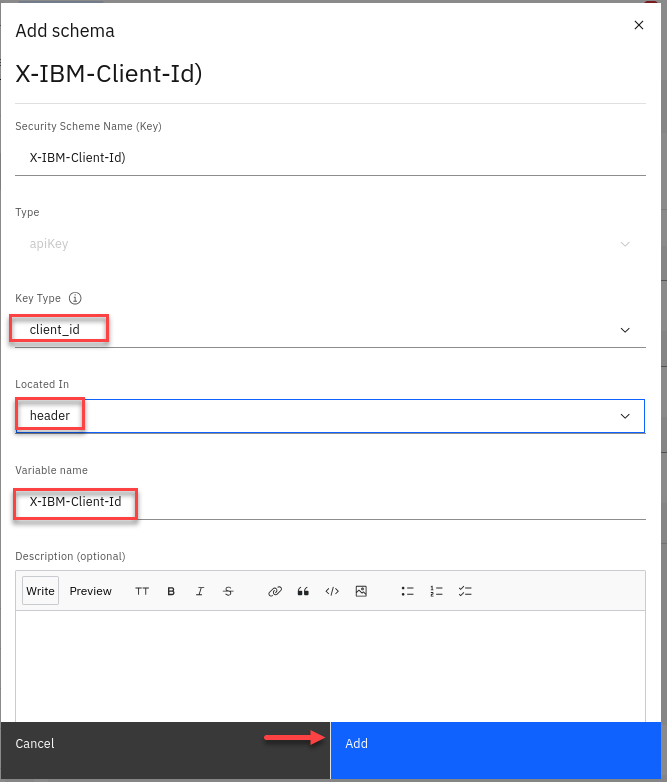 Add schema
X-IBM-Client-Id)
Security Scheme Name (Key)
X-IBM-Client-Id)
Type
apiKey
Key Type
client_id
Located In
header
Variable name
X-IBM-Client-Id
Description (optional)
Write Preview TT B I S
Cancel Add